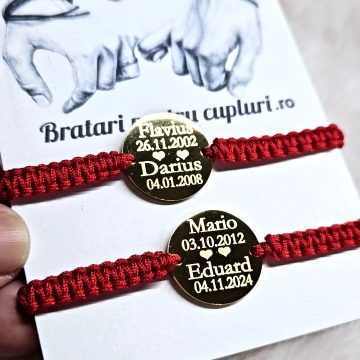 Bratari pentru cupluri.ro
Flavius
26.11.2002
Darius
04.01.2008
Mario
03.10.2012
Eduard
04.11.2024